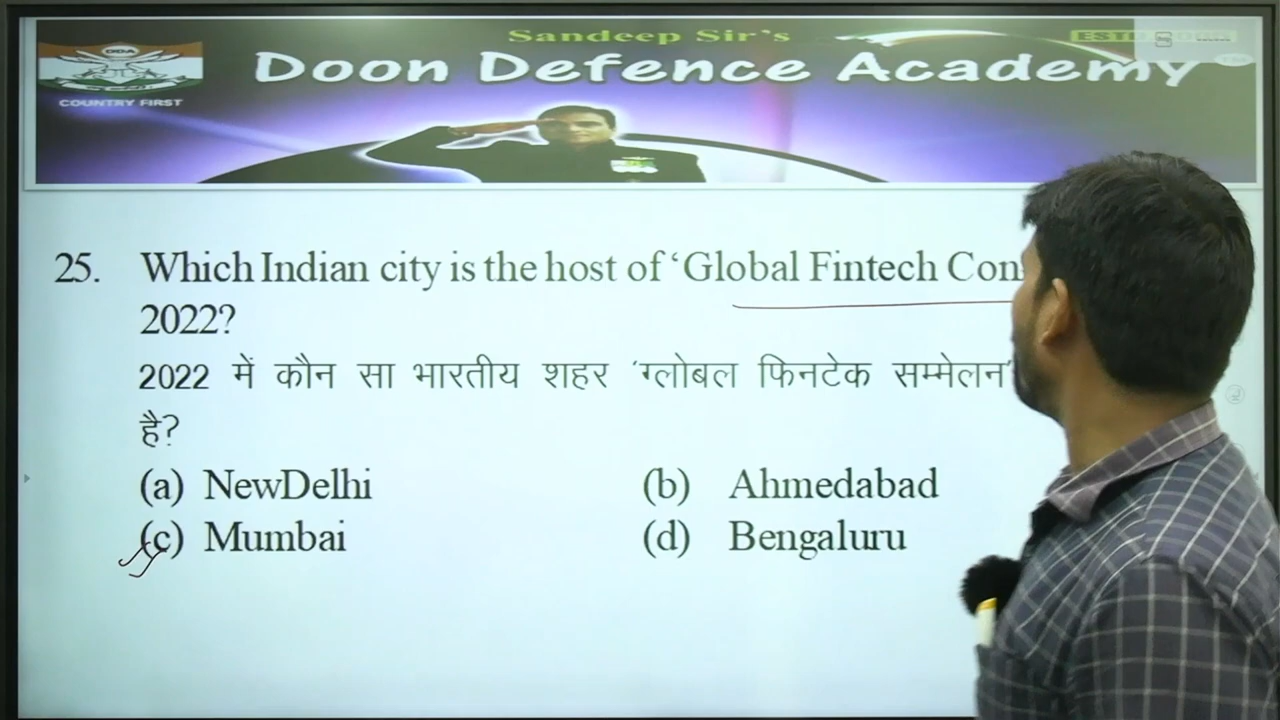 Sandeep Sir's
Doon Defence Academy
DDA
COUNTRY FIRST
25. Which Indian city is the host of ‘Global Fintech
2022?
2022 में कौन सा भारतीय शहर ‘ग्लोबल फिनटेक सम्मेलन’
है?
(a) NewDelhi (b) Ahmedabad
(c) Mumbai (d) Bengaluru